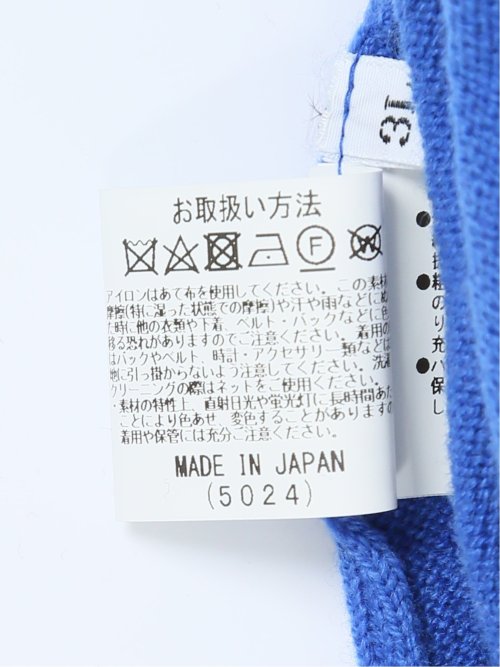 お取扱い方法
F W
アイロンはあて布を使用してください。この素材
摩擦(特に湿った状態での摩擦)や汗や雨などにぬ
た時に他の衣類や下着、ベルト・バックなどに色
移る恐れがありますのでご注意ください。着用の
はバックやベルト、時計・アクセサリー類などは
地に引っ掛からないよう注意してください。洗濯
クリーニングの際はネットをご使用ください。
・素材の特性上、直射日光や蛍光灯に長時間あた
ことにより色あせ、変色することがありますの
着用や保管には充分ご注意ください。
MADE IN JAPAN
(5024)